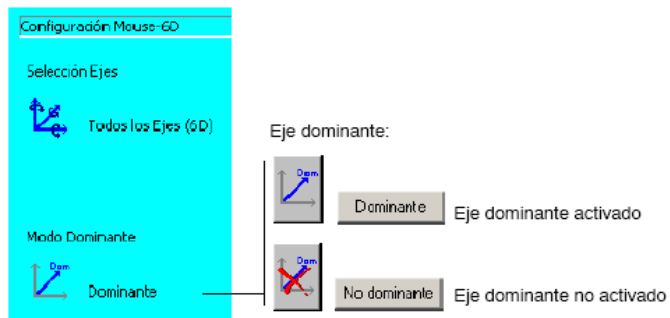 Configuración Mouse-6D
Selección Ejes
Todos los Ejes (6D)
Eje dominante:
Dom
Dominante
Eje dominante activado
Modo Dominante
Dom
Dominante
Dom
No dominante
Eje dominante no activado